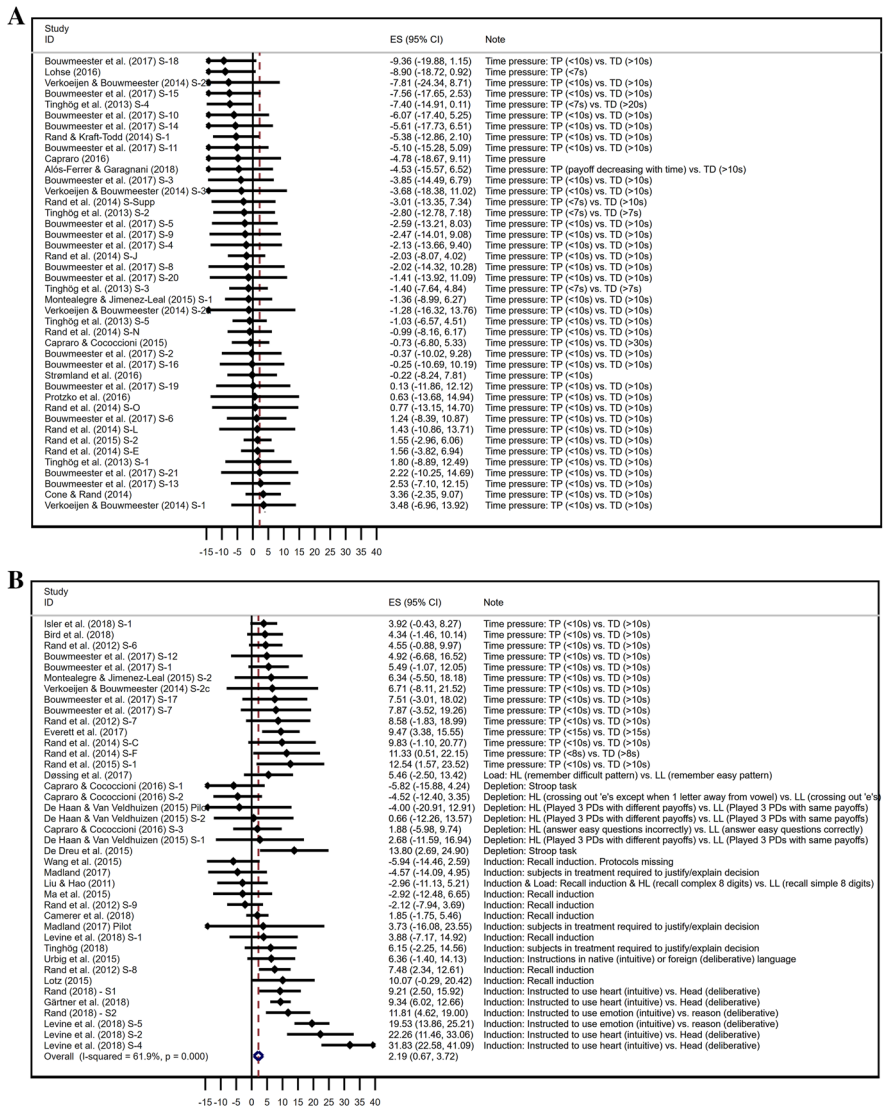 A
Study
ID ES (95% CI) Note
Bouwmeester et al. (2017) S-18 -9.36 (-19.88, 1.15) Time pressure: TP (<10s) vs. TD (>10s)
Lohse (2016) -8.90 (-18.72, 0.92) Time pressure: TP (<7s)
Verkoeijen & Bouwmeester (2014) S-2 -7.81 (-24.34, 8.71) Time pressure: TP (<10s) vs. TD (>10s)
Bouwmeester et al. (2017) S-15 -7.56 (-17.65, 2.53) Time pressure: TP (<10s) vs. TD (>10s)
Tinghög et al. (2013) S-4 -7.40 (-14.91, 0.11) Time pressure: TP (<7s) vs. TD (>20s)
Bouwmeester et al. (2017) S-10 -6.07 (-17.40, 5.25) Time pressure: TP (<10s) vs. TD (>10s)
Bouwmeester et al. (2017) S-14 -5.61 (-17.73, 6.51) Time pressure: TP (<10s) vs. TD (>10s)
Rand & Kraft-Todd (2014) S-1 -5.38 (-12.86, 2.10) Time pressure: TP (<10s) vs. TD (>10s)
Bouwmeester et al. (2017) S-11 -5.10 (-15.28, 5.09) Time pressure: TP (<10s) vs. TD (>10s)
Capraro (2016) -4.78 (-18.67, 9.11) Time pressure
Alós-Ferrer & Garagnani (2018) -4.53 (-15.57, 6.52) Time pressure: TP (payoff decreasing with time) vs. TD (>10s)
Bouwmeester et al. (2017) S-3 -3.85 (-14.49, 6.79) Time pressure: TP (<10s) vs. TD (>10s)
Verkoeijen & Bouwmeester (2014) S-3 -3.68 (-18.38, 11.02) Time pressure: TP (<10s) vs. TD (>10s)
Rand et al. (2014) S-Supp -3.01 (-13.35, 7.34) Time pressure: TP (<7s) vs. TD (>10s)
Tinghög et al. (2013) S-2 -2.80 (-12.78, 7.18) Time pressure: TP (<7s) vs. TD (>7s)
Bouwmeester et al. (2017) S-5 -2.59 (-13.21, 8.03) Time pressure: TP (<10s) vs. TD (>10s)
Bouwmeester et al. (2017) S-9 -2.47 (-14.01, 9.08) Time pressure: TP (<10s) vs. TD (>10s)
Bouwmeester et al. (2017) S-4 -2.13 (-13.66, 9.40) Time pressure: TP (<10s) vs. TD (>10s)
Rand et al. (2014) S-J -2.03 (-8.07, 4.02) Time pressure: TP (<10s) vs. TD (>10s)
Bouwmeester et al. (2017) S-8 -2.02 (-14.32, 10.28) Time pressure: TP (<10s) vs. TD (>10s)
Bouwmeester et al. (2017) S-20 -1.41 (-13.92, 11.09) Time pressure: TP (<10s) vs. TD (>10s)
Tinghög et al. (2013) S-3 -1.40 (-7.64, 4.84) Time pressure: TP (<7s) vs. TD (>7s)
Montealegre & Jimenez-Leal (2015) S-1 -1.36 (-8.99, 6.27) Time pressure: TP (<10s) vs. TD (>10s)
Verkoeijen & Bouwmeester (2014) S-2 -1.28 (-16.32, 13.76) Time pressure: TP (<10s) vs. TD (>10s)
Tinghög et al. (2013) S-5 -1.03 (-6.57, 4.51) Time pressure: TP (<10s) vs. TD (>10s)
Rand et al. (2014) S-N -0.99 (-8.16, 6.17) Time pressure: TP (<10s) vs. TD (>10s)
Capraro & Cococcioni (2015) -0.73 (-6.80, 5.33) Time pressure: TP (<10s) vs. TD (>30s)
Bouwmeester et al. (2017) S-2 -0.37 (-10.02, 9.28) Time pressure: TP (<10s) vs. TD (>10s)
Bouwmeester et al. (2017) S-16 -0.25 (-10.69, 10.19) Time pressure: TP (<10s) vs. TD (>10s)
Strømland et al. (2016) -0.22 (-8.24, 7.81) Time pressure: TP (<10s)
Bouwmeester et al. (2017) S-19 0.13 (-11.86, 12.12) Time pressure: TP (<10s) vs. TD (>10s)
Protzko et al. (2016) 0.63 (-13.68, 14.94) Time pressure: TP (<10s) vs. TD (>10s)
Rand et al. (2014) S-O 0.77 (-13.15, 14.70) Time pressure: TP (<10s) vs. TD (>10s)
Bouwmeester et al. (2017) S-6 1.24 (-8.39, 10.87) Time pressure: TP (<10s) vs. TD (>10s)
Rand et al. (2014) S-L 1.43 (-10.86, 13.71) Time pressure: TP (<10s) vs. TD (>10s)
Rand et al. (2015) S-2 1.55 (-2.96, 6.06) Time pressure: TP (<10s) vs. TD (>10s)
Rand et al. (2014) S-E 1.56 (-3.82, 6.94) Time pressure: TP (<10s) vs. TD (>10s)
Tinghög et al. (2013) S-1 1.80 (-8.89, 12.49) Time pressure: TP (<10s) vs. TD (>10s)
Bouwmeester et al. (2017) S-21 2.22 (-10.25, 14.69) Time pressure: TP (<10s) vs. TD (>10s)
Bouwmeester et al. (2017) S-13 2.53 (-7.10, 12.15) Time pressure: TP (<10s) vs. TD (>10s)
Cone & Rand (2014) 3.36 (-2.35, 9.07) Time pressure: TP (<10s) vs. TD (>10s)
Verkoeijen & Bouwmeester (2014) S-1 3.48 (-6.96, 13.92) Time pressure: TP (<10s) vs. TD (>10s)
-15 -10 -5 0 5 10 15 20 25 30 35 40
B
Study
ID ES (95% CI) Note
Isler et al. (2018) S-1 3.92 (-0.43, 8.27) Time pressure: TP (<10s) vs. TD (>10s)
Bird et al. (2018) 4.34 (-1.46, 10.14) Time pressure: TP (<10s) vs. TD (>10s)
Rand et al. (2012) S-6 4.55 (-0.88, 9.97) Time pressure: TP (<10s) vs. TD (>10s)
Bouwmeester et al. (2017) S-12 4.92 (-6.68, 16.52) Time pressure: TP (<10s) vs. TD (>10s)
Bouwmeester et al. (2017) S-1 5.49 (-1.07, 12.05) Time pressure: TP (<10s) vs. TD (>10s)
Montealegre & Jimenez-Leal (2015) S-2 6.34 (-5.50, 18.18) Time pressure: TP (<10s) vs. TD (>10s)
Verkoeijen & Bouwmeester (2014) S-2c 6.71 (-8.11, 21.52) Time pressure: TP (<10s) vs. TD (>10s)
Bouwmeester et al. (2017) S-17 7.51 (-3.01, 18.02) Time pressure: TP (<10s) vs. TD (>10s)
Bouwmeester et al. (2017) S-7 7.87 (-3.52, 19.26) Time pressure: TP (<10s) vs. TD (>10s)
Rand et al. (2012) S-7 8.58 (-1.83, 18.99) Time pressure: TP (<10s) vs. TD (>10s)
Everett et al. (2017) 9.47 (3.38, 15.55) Time pressure: TP (<15s) vs. TD (>15s)
Rand et al. (2014) S-C 9.83 (-1.10, 20.77) Time pressure: TP (<10s) vs. TD (>10s)
Rand et al. (2014) S-F 11.33 (0.51, 22.15) Time pressure: TP (<8s) vs. TD (>8s)
Rand et al. (2015) S-1 12.54 (1.57, 23.52) Time pressure: TP (<10s) vs. TD (>10s)
Døssing et al. (2017) 5.46 (-2.50, 13.42) Load: HL (remember difficult pattern) vs. LL (remember easy pattern)
Capraro & Cococcioni (2016) S-1 -5.82 (-15.88, 4.24) Depletion: Stroop task
Capraro & Cococcioni (2016) S-2 -4.52 (-12.40, 3.35) Depletion: HL (crossing out 'e's except when 1 letter away from vowel) vs. LL (crossing out 'e's)
De Haan & Van Veldhuizen (2015) Pilot -4.00 (-20.91, 12.91) Depletion: HL (Played 3 PDs with different payoffs) vs. LL (Played 3 PDs with same payoffs)
De Haan & Van Veldhuizen (2015) S-2 0.66 (-12.26, 13.57) Depletion: HL (Played 3 PDs with different payoffs) vs. LL (Played 3 PDs with same payoffs)
Capraro & Cococcioni (2016) S-3 1.88 (-5.98, 9.74) Depletion: HL (answer easy questions incorrectly) vs. LL (answer easy questions correctly)
De Haan & Van Veldhuizen (2015) S-1 2.68 (-11.59, 16.94) Depletion: HL (Played 3 PDs with different payoffs) vs. LL (Played 3 PDs with same payoffs)
De Dreu et al. (2015) 13.80 (2.69, 24.90) Depletion: Stroop task
Wang et al. (2015) -5.94 (-14.46, 2.59) Induction: Recall induction. Protocols missing
Madland (2017) -4.57 (-14.09, 4.95) Induction: subjects in treatment required to justify/explain decision
Liu & Hao (2011) -2.96 (-11.13, 5.21) Induction & Load: Recall induction & HL (recall complex 8 digits) vs. LL (recall simple 8 digits)
Ma et al. (2015) -2.92 (-12.48, 6.65) Induction: Recall induction
Rand et al. (2012) S-9 -2.12 (-7.94, 3.69) Induction: Recall induction
Camerer et al. (2018) 1.85 (-1.75, 5.46) Induction: Recall induction
Madland (2017) Pilot 3.73 (-16.08, 23.55) Induction: subjects in treatment required to justify/explain decision
Levine et al. (2018) S-1 3.88 (-7.17, 14.92) Induction: Recall induction
Tinghög (2018) 6.15 (-2.25, 14.56) Induction: subjects in treatment required to justify/explain decision
Urbig et al. (2015) 6.36 (-1.40, 14.13) Induction: Instructions in native (intuitive) or foreign (deliberative) language
Rand et al. (2012) S-8 7.48 (2.34, 12.61) Induction: Recall induction
Lotz (2015) 10.07 (-0.29, 20.42) Induction: Recall induction
Rand (2018) - S1 9.21 (2.50, 15.92) Induction: Instructed to use heart (intuitive) vs. Head (deliberative)
Gärtner et al. (2018) 9.34 (6.02, 12.66) Induction: Instructed to use heart (intuitive) vs. Head (deliberative)
Rand (2018) - S2 11.81 (4.62, 19.00) Induction: Instructed to use emotion (intuitive) vs. reason (deliberative)
Levine et al. (2018) S-5 19.53 (13.86, 25.21) Induction: Instructed to use emotion (intuitive) vs. reason (deliberative)
Levine et al. (2018) S-2 22.26 (11.46, 33.06) Induction: Instructed to use heart (intuitive) vs. Head (deliberative)
Levine et al. (2018) S-4 31.83 (22.58, 41.09) Induction: Instructed to use heart (intuitive) vs. Head (deliberative)
Overall (I-squared = 61.9%, p = 0.000) 2.19 (0.67, 3.72)
-15 -10 -5 0 5 10 15 20 25 30 35 40